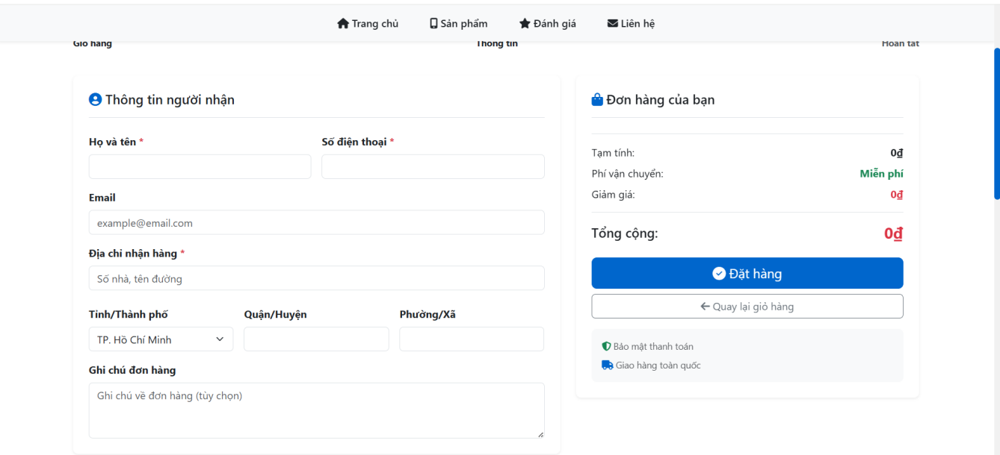 Trang chủ Sản phẩm Đánh giá Liên hệ
Giỏ hàng Thông tin Hoàn tất
Thông tin người nhận
Họ và tên * Số điện thoại *
Email
example@email.com
Địa chỉ nhận hàng *
Số nhà, tên đường
Tỉnh/Thành phố Quận/Huyện Phường/Xã
TP. Hồ Chí Minh
Ghi chú đơn hàng
Ghi chú về đơn hàng (tùy chọn)
Đơn hàng của bạn
Tạm tính: 0₫
Phí vận chuyển: Miễn phí
Giảm giá: 0₫
Tổng cộng: 0₫
Đặt hàng
Quay lại giỏ hàng
Bảo mật thanh toán
Giao hàng toàn quốc